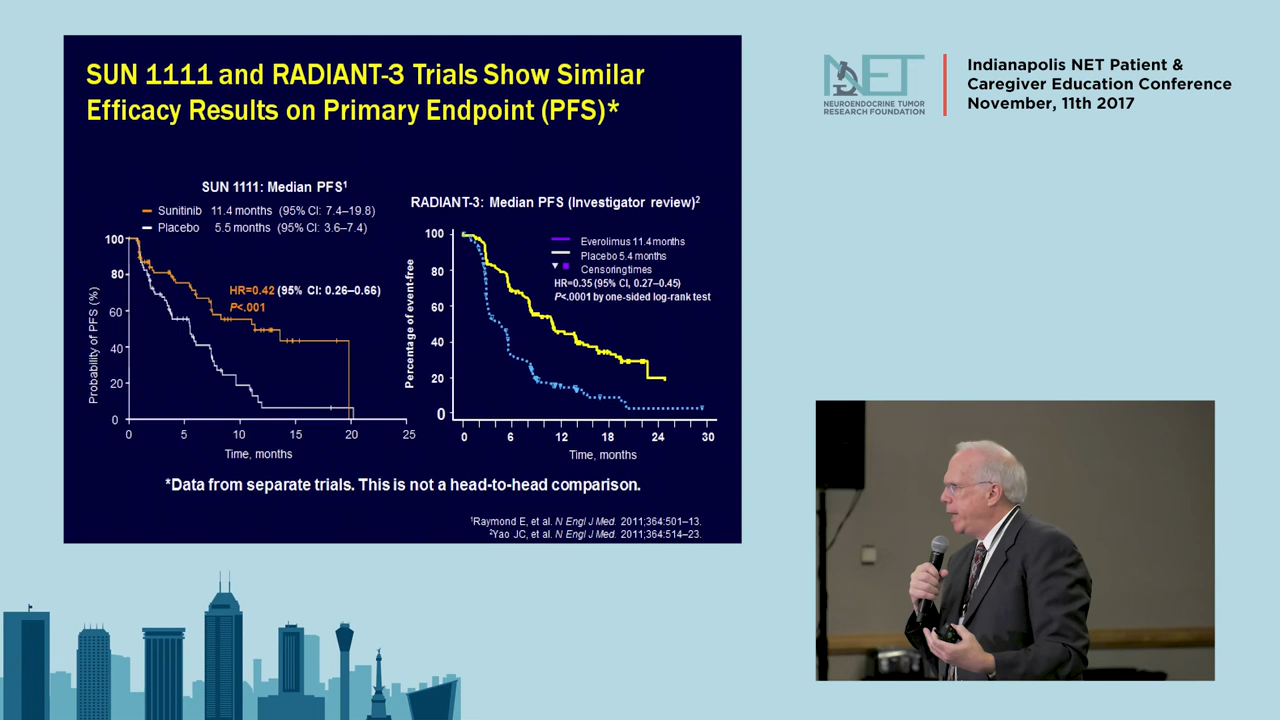 SUN 1111 and RADIANT-3 Trials Show Similar
Efficacy Results on Primary Endpoint (PFS)*
SUN 1111: Median PFS1
Sunitinib 11.4 months (95% CI: 7.4–19.8)
Placebo 5.5 months (95% CI: 3.6–7.4)
Probability of PFS (%)
100
80
60
40
20
0
HR=0.42 (95% CI: 0.26–0.66)
P<.001
0 5 10 15 20 25
Time, months
RADIANT-3: Median PFS (Investigator review)2
Percentage of event-free
100
80
60
40
20
0
Everolimus 11.4 months
Placebo 5.4 months
Censoring times
HR=0.35 (95% CI, 0.27–0.45)
P<.0001 by one-sided log-rank test
0 6 12 18 24 30
Time, months
*Data from separate trials. This is not a head-to-head comparison.
1Raymond E, et al. N Engl J Med. 2011;364:501–13.
2Yao JC, et al. N Engl J Med. 2011;364:514–23.
NET
NEUROENDOCRINE TUMOR
RESEARCH FOUNDATION
Indianapolis NET Patient &
Caregiver Education Conference
November, 11th 2017